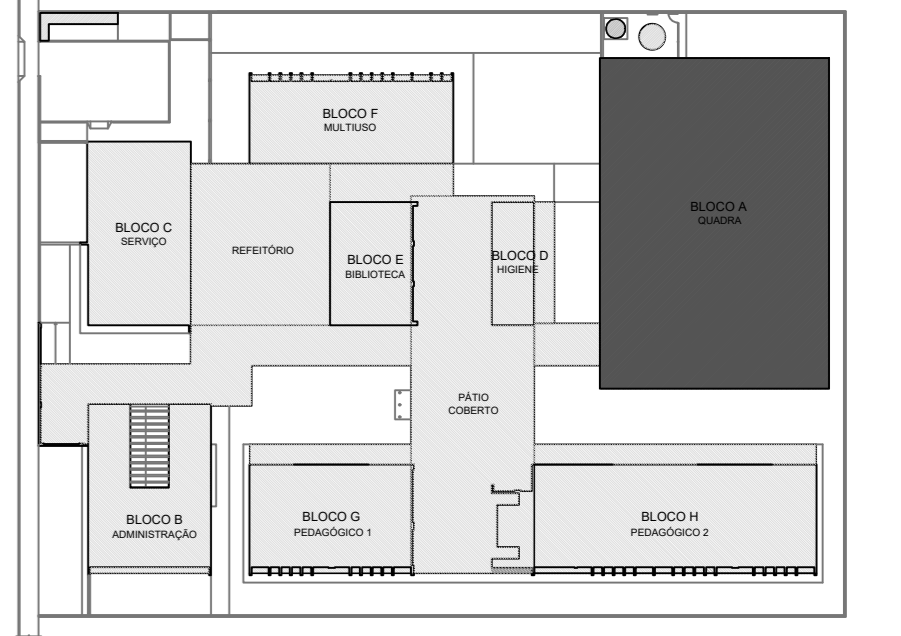 BLOCO F
MULTIUSO
BLOCO A
QUADRA
BLOCO C
SERVIÇO
REFEITÓRIO
BLOCO E
BIBLIOTECA
BLOCO D
HIGIENE
PÁTIO
COBERTO
BLOCO B
ADMINISTRAÇÃO
BLOCO G
PEDAGÓGICO 1
BLOCO H
PEDAGÓGICO 2